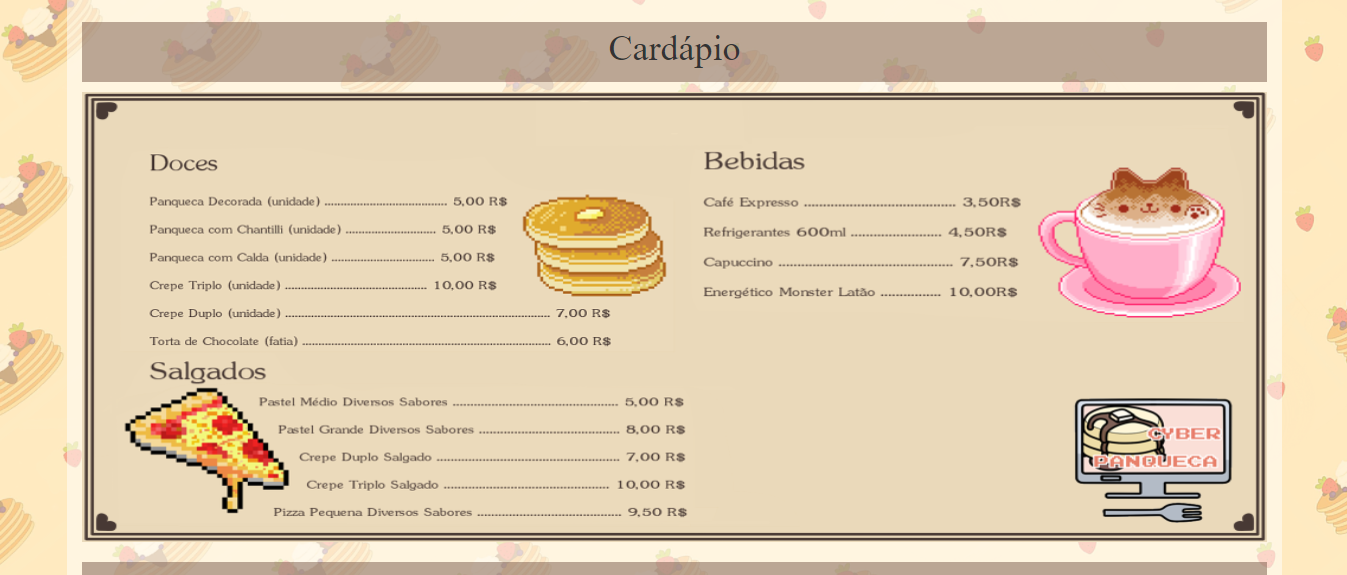 Cardápio
Doces
Panqueca Decorada (unidade) ........................................ 5,00 R$
Panqueca com Chantilli (unidade) .............................. 5,00 R$
Panqueca com Calda (unidade) .................................. 5,00 R$
Crepe Triplo (unidade) ............................................... 10,00 R$
Crepe Duplo (unidade) ........................................................................................ 7,00 R$
Torta de Chocolate (fatia) ................................................................................... 6,00 R$
Salgados
Pastel Médio Diversos Sabores ....................................................... 5,00 R$
Pastel Grande Diversos Sabores ............................................... 8,00 R$
Crepe Duplo Salgado .............................................................. 7,00 R$
Crepe Triplo Salgado .......................................................... 10,00 R$
Pizza Pequena Diversos Sabores ................................................ 9,50 R$
Bebidas
Café Expresso .................................................. 3,50R$
Refrigerantes 600ml .............................. 4,50R$
Capuccino .......................................................... 7,50R$
Energético Monster Latão .................... 10,00R$
CYBER
PANQUECA